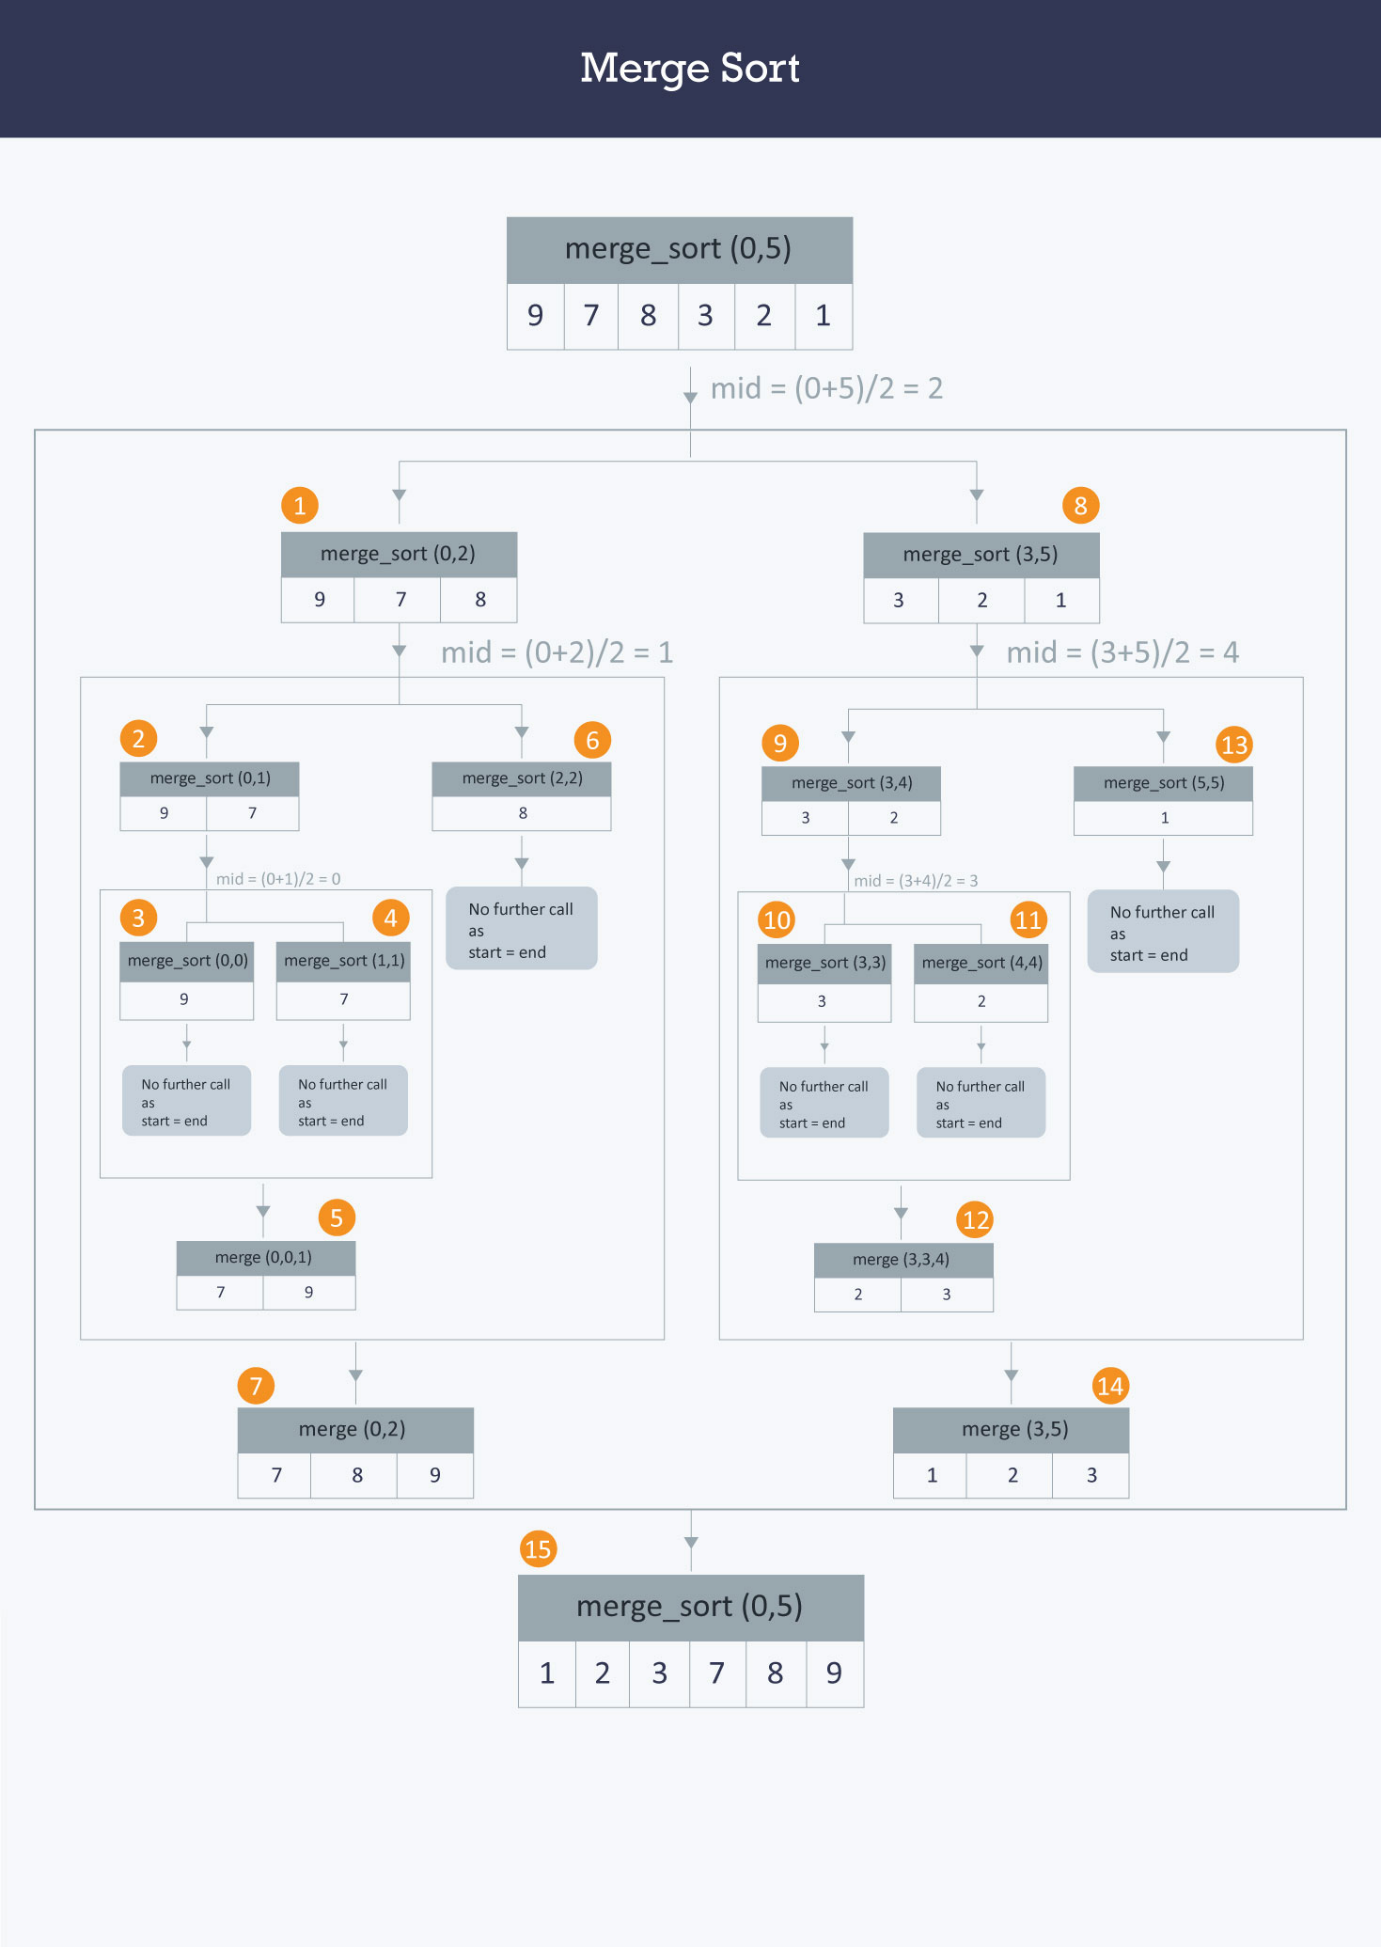 Merge Sort
merge_sort (0,5)
9 7 8 3 2 1
mid = (0+5)/2 = 2
1 8
merge_sort (0,2) merge_sort (3,5)
9 7 8 3 2 1
mid = (0+2)/2 = 1 mid = (3+5)/2 = 4
2 6 9 13
merge_sort (0,1) merge_sort (2,2) merge_sort (3,4) merge_sort (5,5)
9 7 8 3 2 1
mid = (0+1)/2 = 0 mid = (3+4)/2 = 3
No further call
as
start = end
No further call
as
start = end
3 4 10 11
merge_sort (0,0) merge_sort (1,1) merge_sort (3,3) merge_sort (4,4)
9 7 3 2
No further call
as
start = end
No further call
as
start = end
No further call
as
start = end
No further call
as
start = end
5 12
merge (0,0,1) merge (3,3,4)
7 9 2 3
7 14
merge (0,2) merge (3,5)
7 8 9 1 2 3
15
merge_sort (0,5)
1 2 3 7 8 9